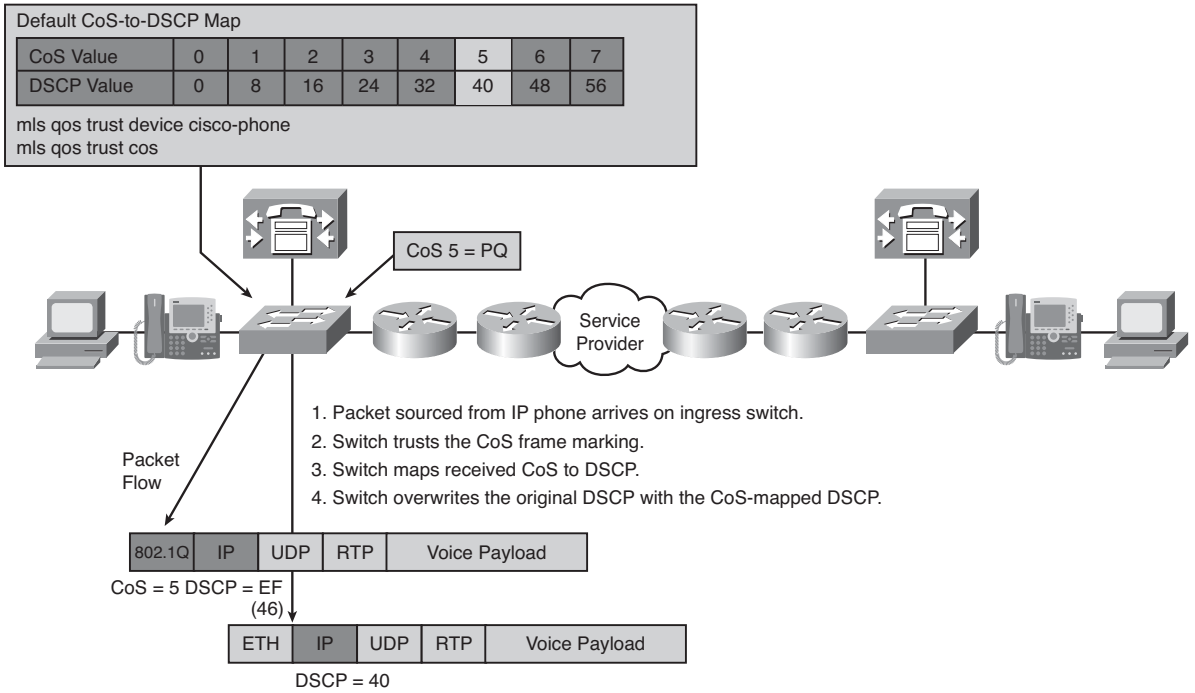 Default CoS-to-DSCP Map
CoS Value 0 1 2 3 4 5 6 7
DSCP Value 0 8 16 24 32 40 48 56
mls qos trust device cisco-phone
mls qos trust cos
CoS 5 = PQ
Service
Provider
1. Packet sourced from IP phone arrives on ingress switch.
2. Switch trusts the CoS frame marking.
3. Switch maps received CoS to DSCP.
4. Switch overwrites the original DSCP with the CoS-mapped DSCP.
Packet
Flow
802.1Q IP UDP RTP Voice Payload
CoS = 5 DSCP = EF
(46)
ETH IP UDP RTP Voice Payload
DSCP = 40